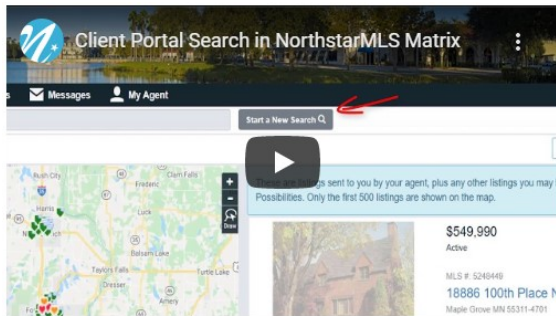 Client Portal Search in NorthstarMLS Matrix
s Messages My Agent
Start a New Search
listings sent to you by your agent, plus any other listings you may
Possibilities. Only the first 500 listings are shown on the map.
Rush City
Clam Falls
Frederic
Harris
Luck
Balsam Lake
Taylors Falls
Turtle Lake
Dresser
Amery
+
-
Draw
$549,990
Active
MLS #: 5248449
18886 100th Place N
Maple Grove MN 55311-4701